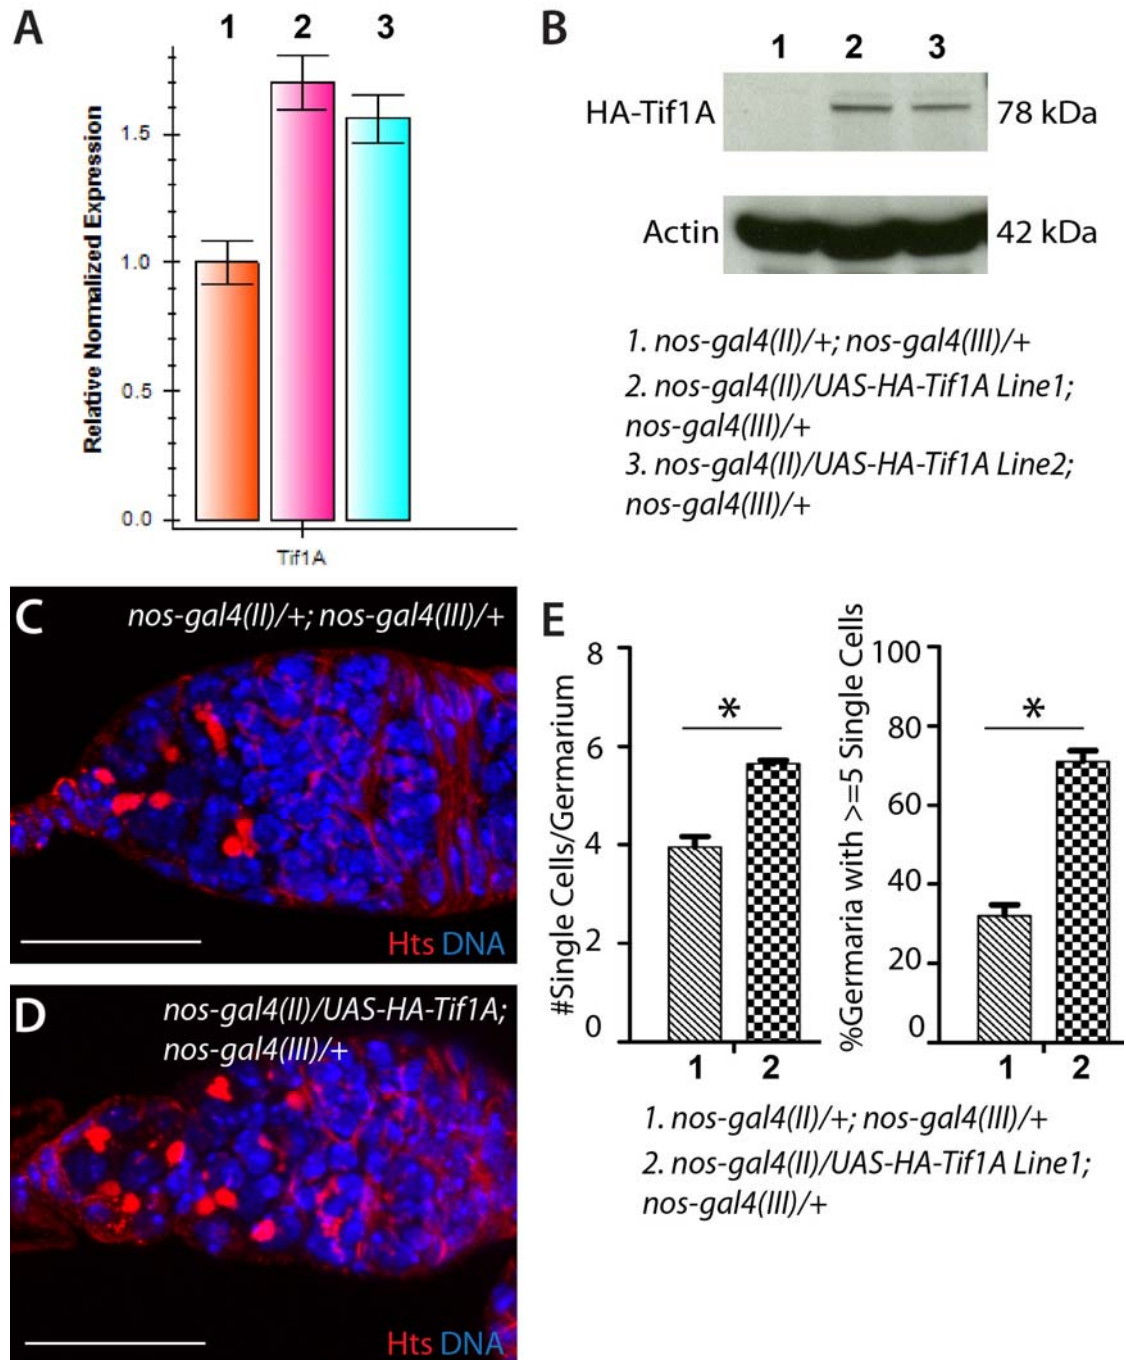 A
1 2 3
Relative Normalized Expression
1.5
1.0
0.5
0.0
Tif1A
B
1 2 3
HA-Tif1A 78 kDa
Actin 42 kDa
1. nos-gal4(II)/+; nos-gal4(III)/+
2. nos-gal4(II)/UAS-HA-Tif1A Line1;
nos-gal4(III)/+
3. nos-gal4(II)/UAS-HA-Tif1A Line2;
nos-gal4(III)/+
C
nos-gal4(II)/+; nos-gal4(III)/+
Hts DNA
D
nos-gal4(II)/UAS-HA-Tif1A;
nos-gal4(III)/+
Hts DNA
E
#Single Cells/Germarium
8
6
4
2
0
*
1 2
%Germaria with >=5 Single Cells
100
80
60
40
20
0
*
1 2
1. nos-gal4(II)/+; nos-gal4(III)/+
2. nos-gal4(II)/UAS-HA-Tif1A Line1;
nos-gal4(III)/+